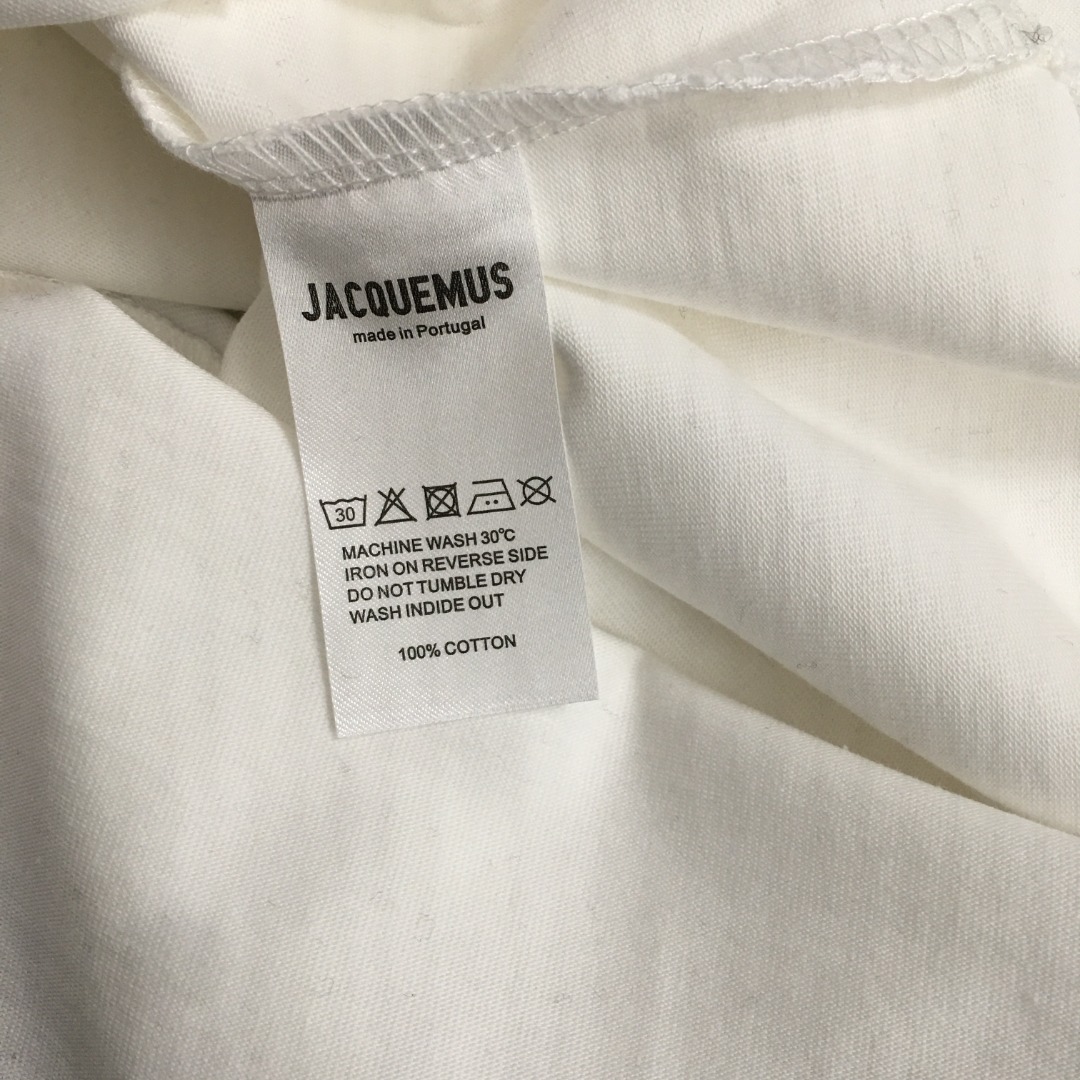 JACQUEMUS
made in Portugal
30
MACHINE WASH 30℃
IRON ON REVERSE SIDE
DO NOT TUMBLE DRY
WASH INDIDE OUT
100% COTTON